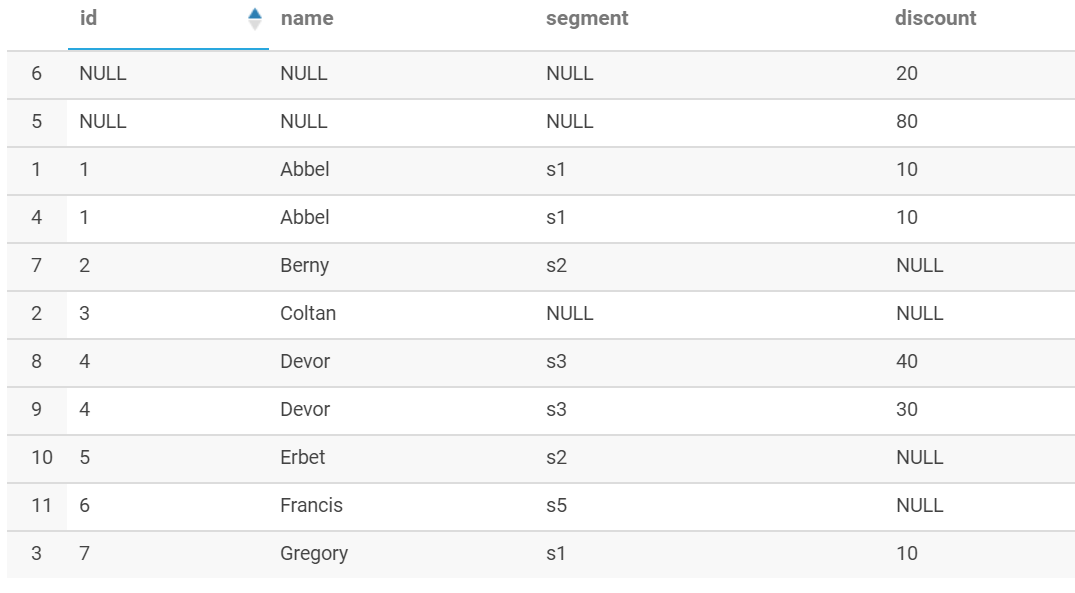 id name segment discount
6 NULL NULL NULL 20
5 NULL NULL NULL 80
1 1 Abbel s1 10
4 1 Abbel s1 10
7 2 Berny s2 NULL
2 3 Coltan NULL NULL
8 4 Devor s3 40
9 4 Devor s3 30
10 5 Erbet s2 NULL
11 6 Francis s5 NULL
3 7 Gregory s1 10